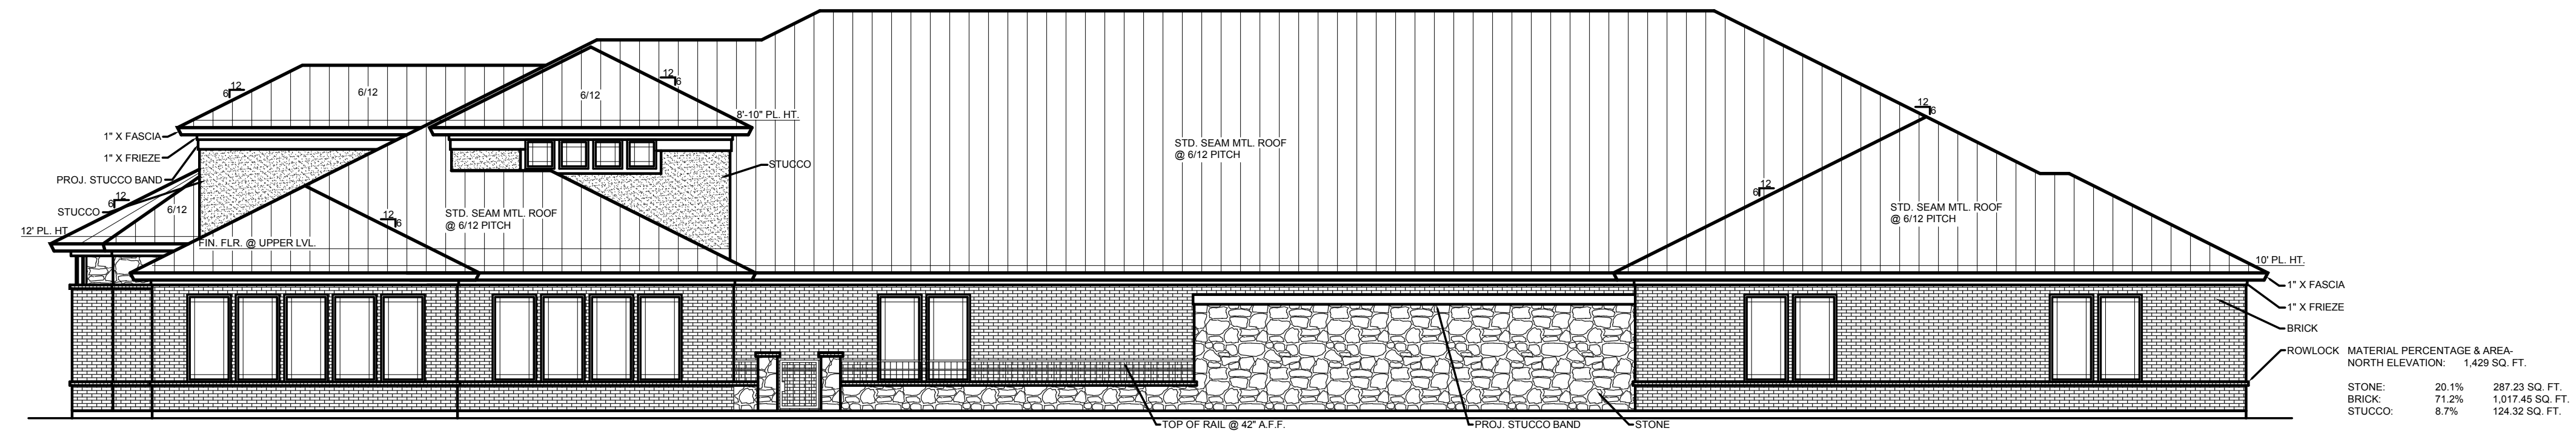 12
6
6/12
12
6
6/12
8'-10" PL. HT.
1" X FASCIA
1" X FRIEZE
PROJ. STUCCO BAND
12
6
STUCCO
6/12
12' PL. HT.
FIN. FLR. @ UPPER LVL.
12
6
STD. SEAM MTL. ROOF
@ 6/12 PITCH
STUCCO
STD. SEAM MTL. ROOF
@ 6/12 PITCH
12
6
12
6
STD. SEAM MTL. ROOF
@ 6/12 PITCH
10' PL. HT.
1" X FASCIA
1" X FRIEZE
BRICK
ROWLOCK
TOP OF RAIL @ 42" A.F.F.
PROJ. STUCCO BAND
STONE
MATERIAL PERCENTAGE & AREA-
NORTH ELEVATION: 1,429 SQ. FT.
STONE: 20.1% 287.23 SQ. FT.
BRICK: 71.2% 1,017.45 SQ. FT.
STUCCO: 8.7% 124.32 SQ. FT.